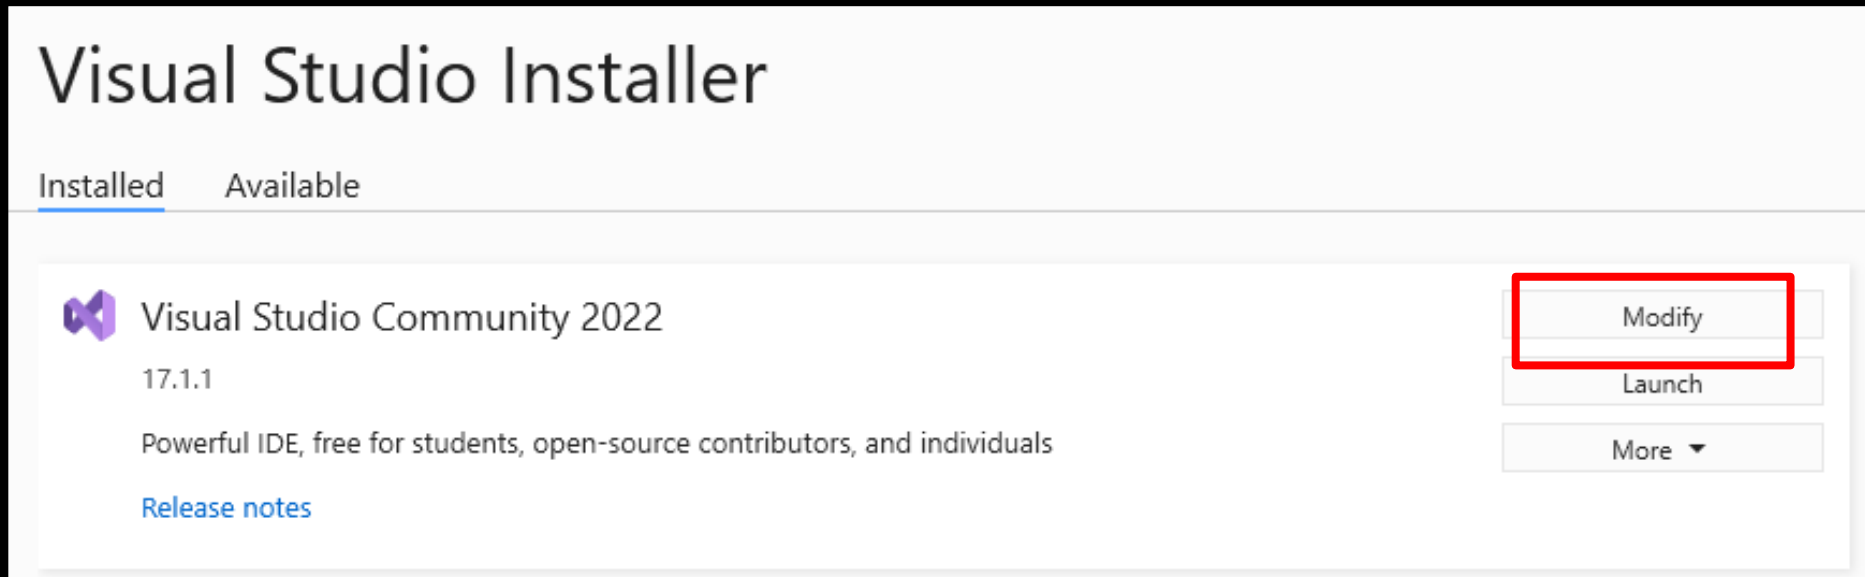 Visual Studio Installer
Installed Available
Visual Studio Community 2022
Modify
17.1.1
Launch
Powerful IDE, free for students, open-source contributors, and individuals
More
Release notes